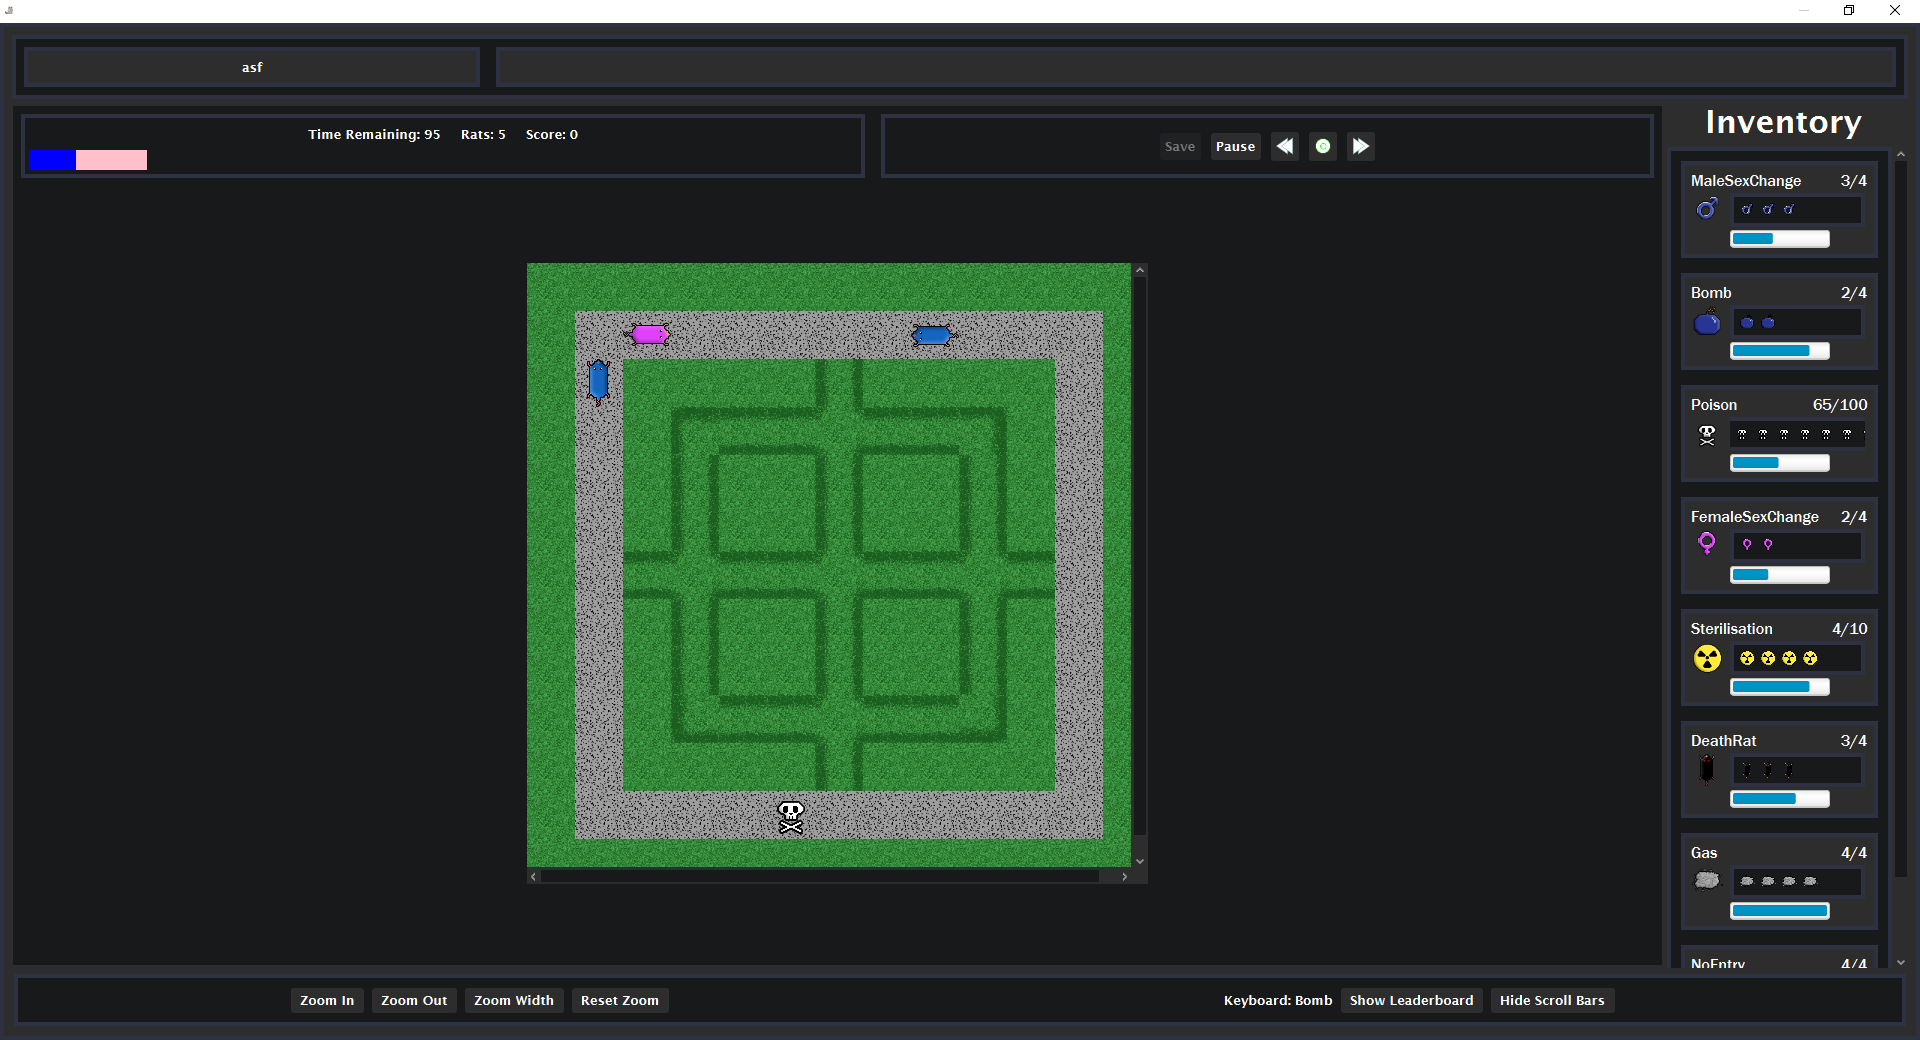 asf
Time Remaining: 95 Rats: 5 Score: 0
Save Pause
Inventory
MaleSexChange 3/4
Bomb 2/4
Poison 65/100
FemaleSexChange 2/4
Sterilisation 4/10
DeathRat 3/4
Gas 4/4
NoEntry 4/4
Zoom In Zoom Out Zoom Width Reset Zoom
Keyboard: Bomb Show Leaderboard Hide Scroll Bars